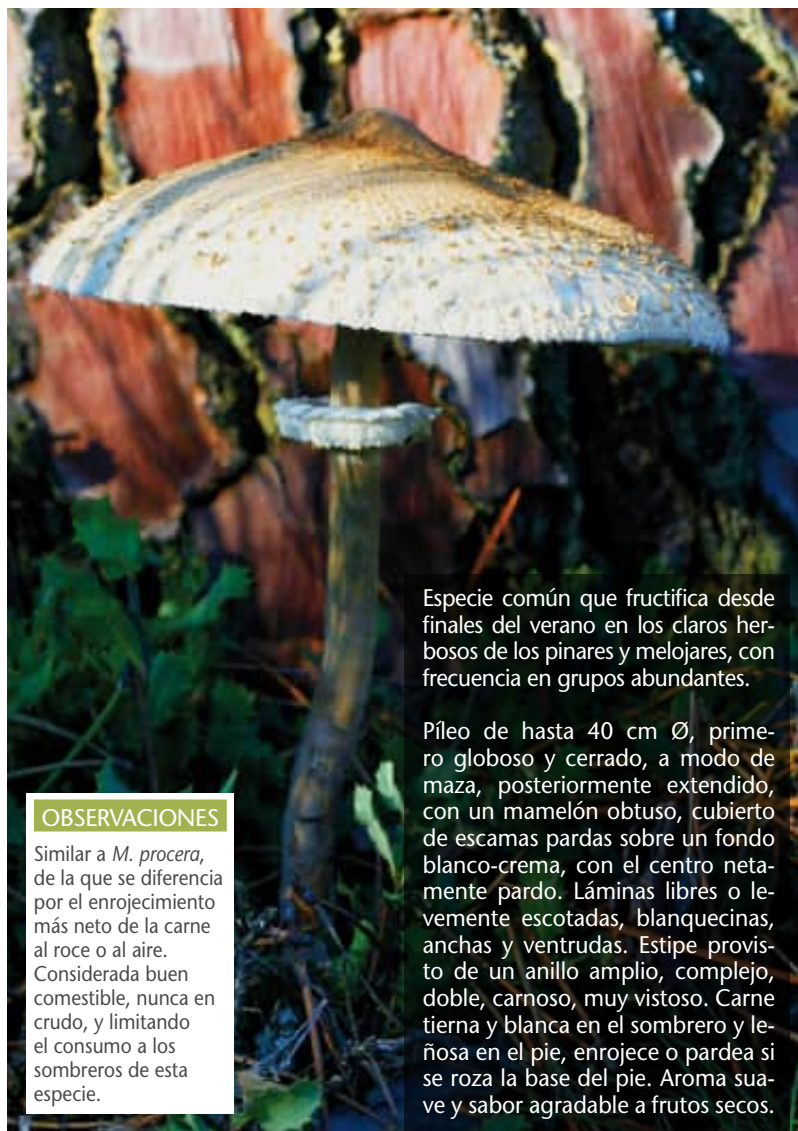 Especie común que fructifica desde
finales del verano en los claros her-
bosos de los pinares y melojares, con
frecuencia en grupos abundantes.
Píleo de hasta 40 cm Ø, prime-
ro globoso y cerrado, a modo de
maza, posteriormente extendido,
con un mamelón obtuso, cubierto
de escamas pardas sobre un fondo
blanco-crema, con el centro neta-
mente pardo. Láminas libres o le-
vemente escotadas, blanquecinas,
anchas y ventrudas. Estipe provis-
to de un anillo amplio, complejo,
doble, carnoso, muy vistoso. Carne
tierna y blanca en el sombrero y le-
ñosa en el pie, enrojece o pardea si
se roza la base del pie. Aroma sua-
ve y sabor agradable a frutos secos.
OBSERVACIONES
Similar a M. procera,
de la que se diferencia
por el enrojecimiento
más neto de la carne
al roce o al aire.
Considerada buen
comestible, nunca en
crudo, y limitando
el consumo a los
sombreros de esta
especie.